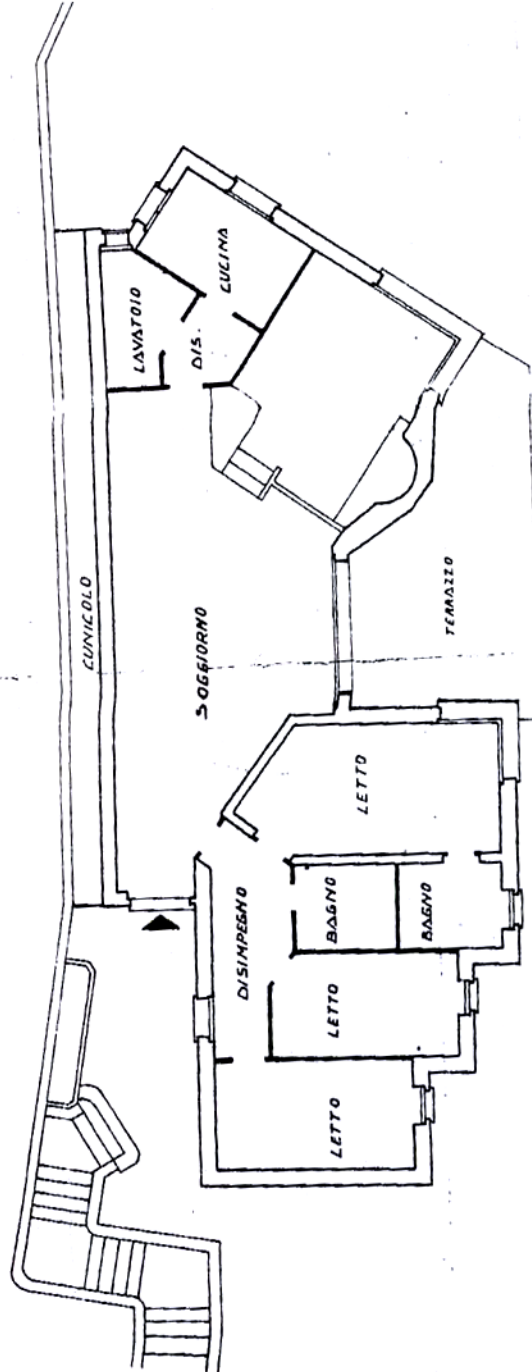 LAVATOIO
CUCINA
DIS.
CUNICOLO
SOGGIORNO
TERRAZZO
LETTO
DISIMPEGNO
BAGNO
BAGNO
LETTO
LETTO